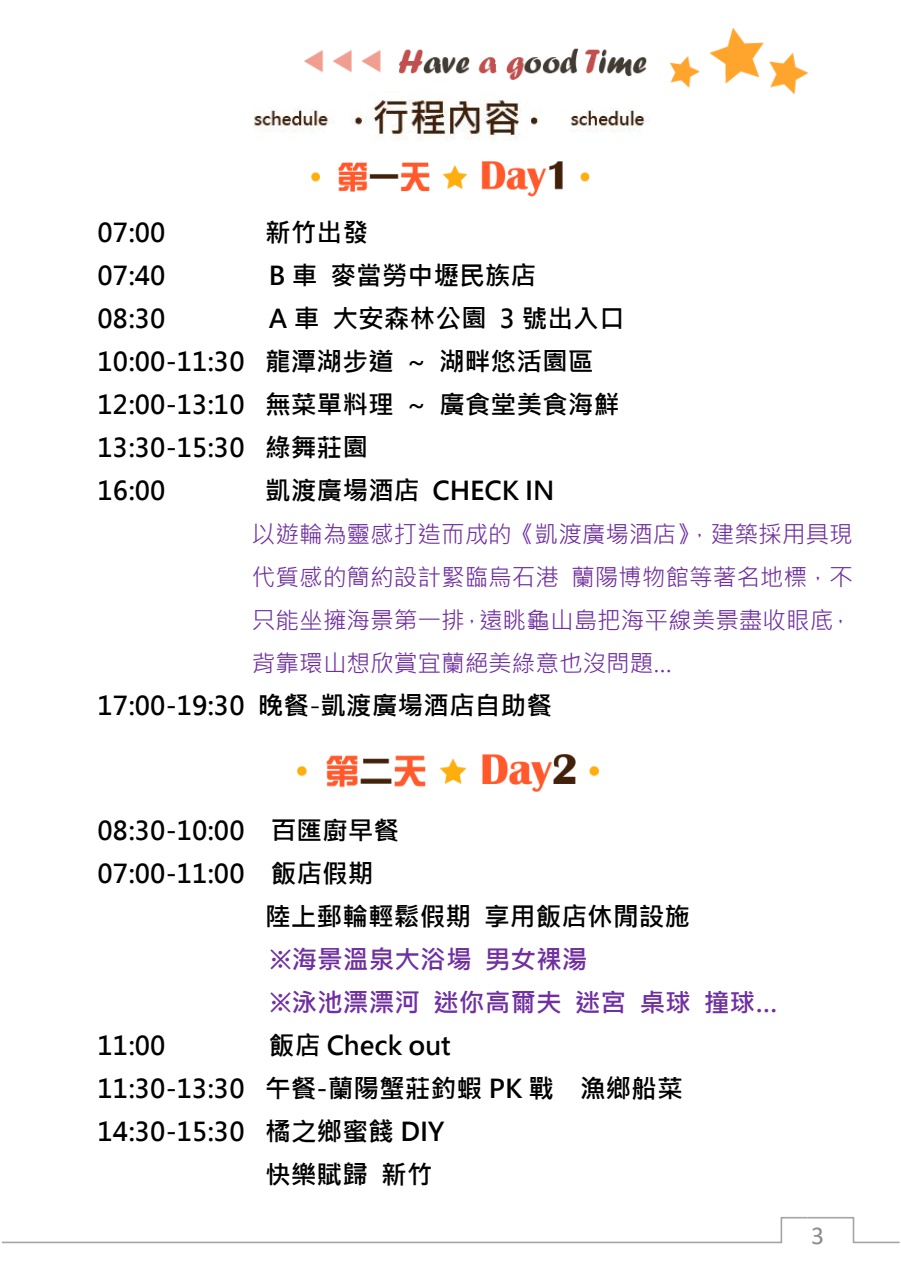 Have a good Time
schedule ·行程內容· schedule
· 第一天 ★ Day1 ·
07:00 新竹出發
07:40 B 車 麥當勞中壢民族店
08:30 A 車 大安森林公園 3 號出入口
10:00-11:30 龍潭湖步道 ~ 湖畔悠活園區
12:00-13:10 無菜單料理 ~ 廣食堂美食海鮮
13:30-15:30 綠舞莊園
16:00 凱渡廣場酒店 CHECK IN
以遊輪為靈感打造而成的《凱渡廣場酒店》，建築採用具現
代質感的簡約設計緊臨烏石港 蘭陽博物館等著名地標，不
只能坐擁海景第一排，遠眺龜山島把海平線美景盡收眼底，
背靠環山想欣賞宜蘭絕美綠意也沒問題...
17:00-19:30 晚餐-凱渡廣場酒店自助餐
· 第二天 ★ Day2 ·
08:30-10:00 百匯廚早餐
07:00-11:00 飯店假期
陸上郵輪輕鬆假期 享用飯店休閒設施
※海景溫泉大浴場 男女裸湯
※泳池漂漂河 迷你高爾夫 迷宮 桌球 撞球...
11:00 飯店 Check out
11:30-13:30 午餐-蘭陽蟹莊釣蝦 PK 戰 漁鄉船菜
14:30-15:30 橘之鄉蜜餞 DIY
快樂賦歸 新竹
3